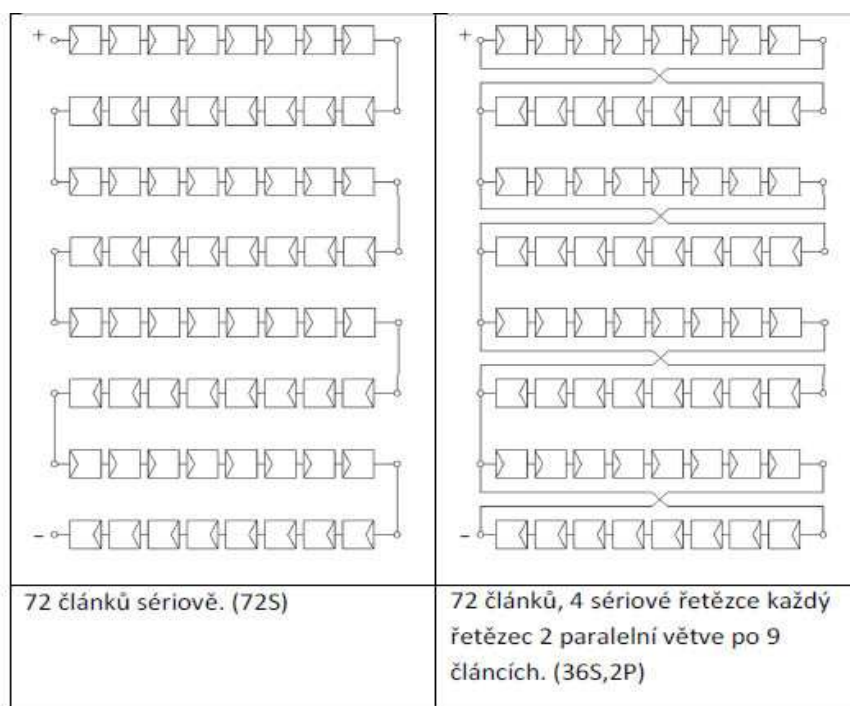 +
+
−
−
72 článků sériově. (72S)
72 článků, 4 sériové řetězce každý
řetězec 2 paralelní větve po 9
článcích. (36S,2P)